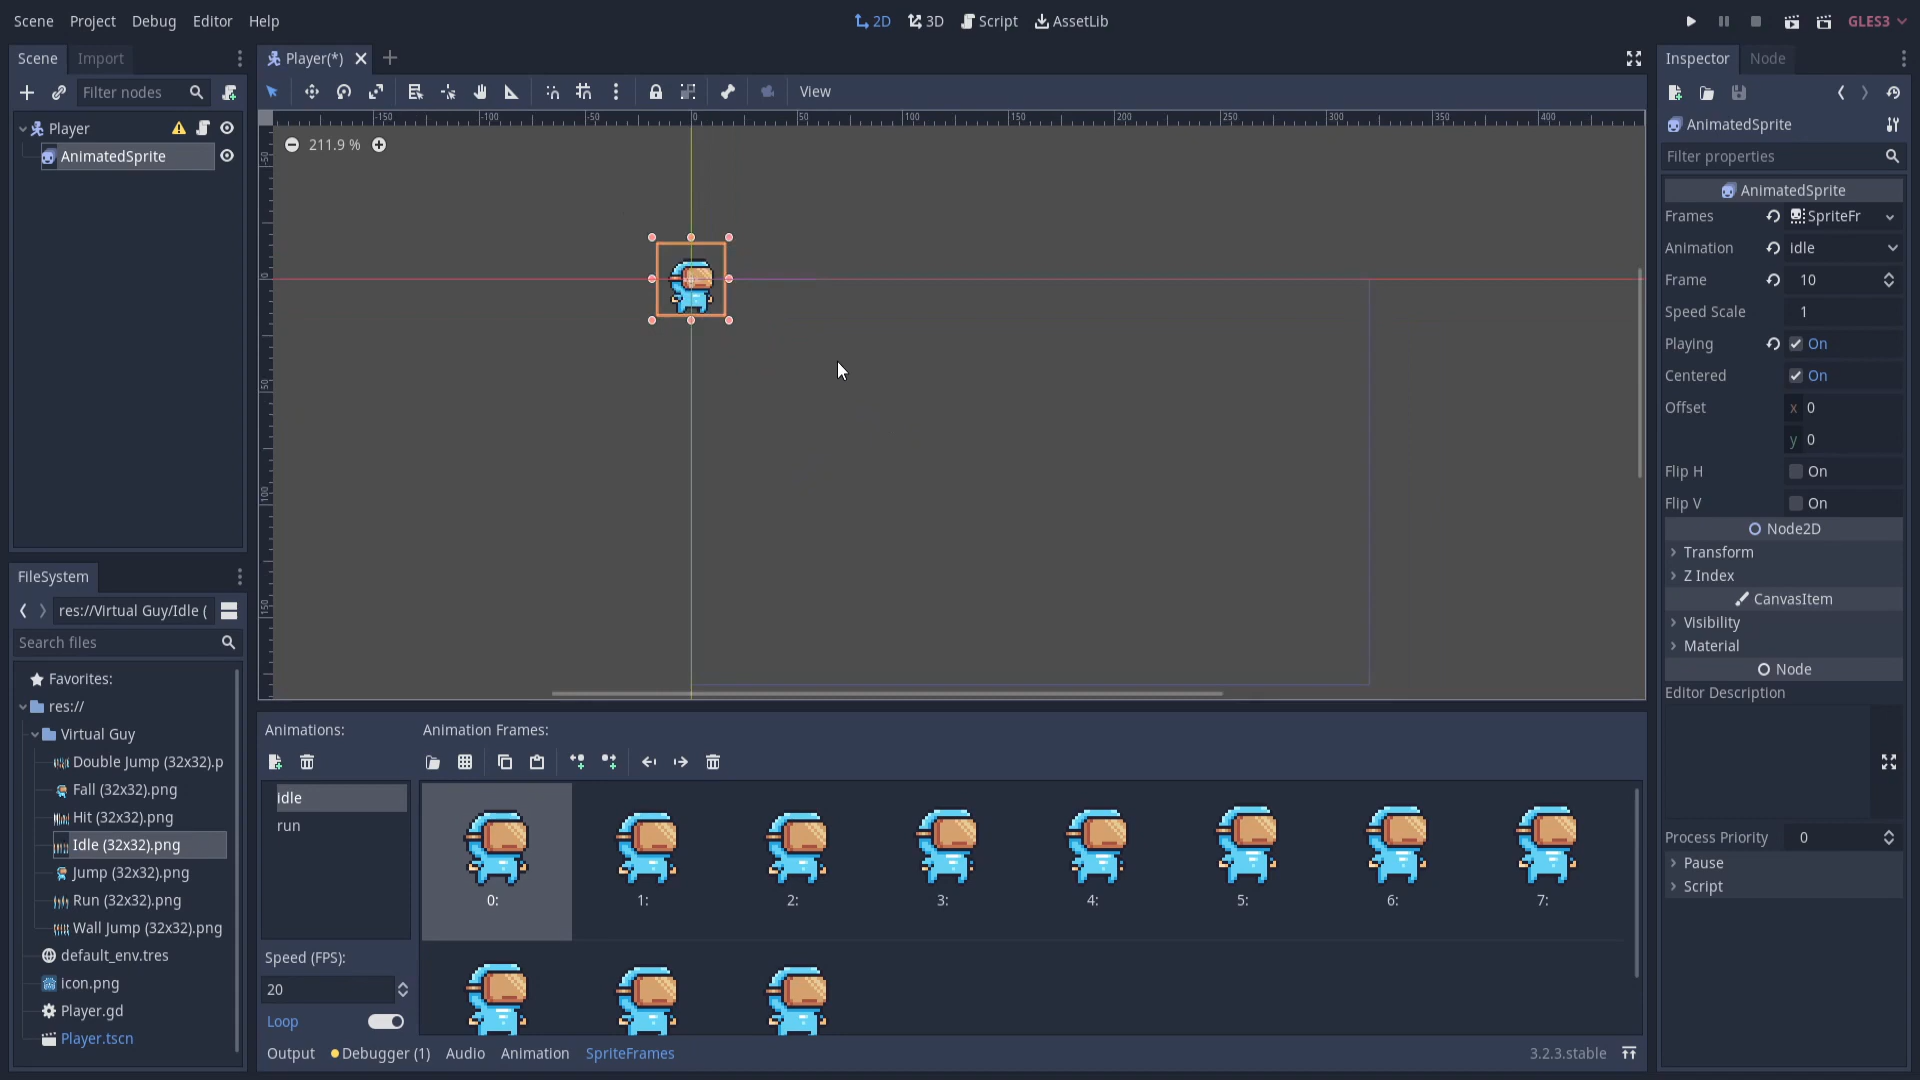 Scene Project Debug Editor Help
2D 3D Script AssetLib
GLES3
Scene Import
Filter nodes
Player
AnimatedSprite
FileSystem
res://Virtual Guy/Idle (
Search files
Favorites:
res://
Virtual Guy
Double Jump (32x32).p
Fall (32x32).png
Hit (32x32).png
Idle (32x32).png
Jump (32x32).png
Run (32x32).png
Wall Jump (32x32).png
default_env.tres
icon.png
Player.gd
Player.tscn
Player(*)
View
-150 -100 -50 0 50 100 150 200 250 300 350 400
211.9 %
-50
0
50
100
150
Animations:
idle
run
Speed (FPS):
20
Loop
Animation Frames:
0: 1: 2: 3: 4: 5: 6: 7:
Output Debugger (1) Audio Animation SpriteFrames
3.2.3.stable
Inspector Node
AnimatedSprite
Filter properties
AnimatedSprite
Frames SpriteFr
Animation idle
Frame 10
Speed Scale 1
Playing On
Centered On
Offset x 0
y 0
Flip H On
Flip V On
Node2D
Transform
Z Index
CanvasItem
Visibility
Material
Node
Editor Description
Process Priority 0
Pause
Script